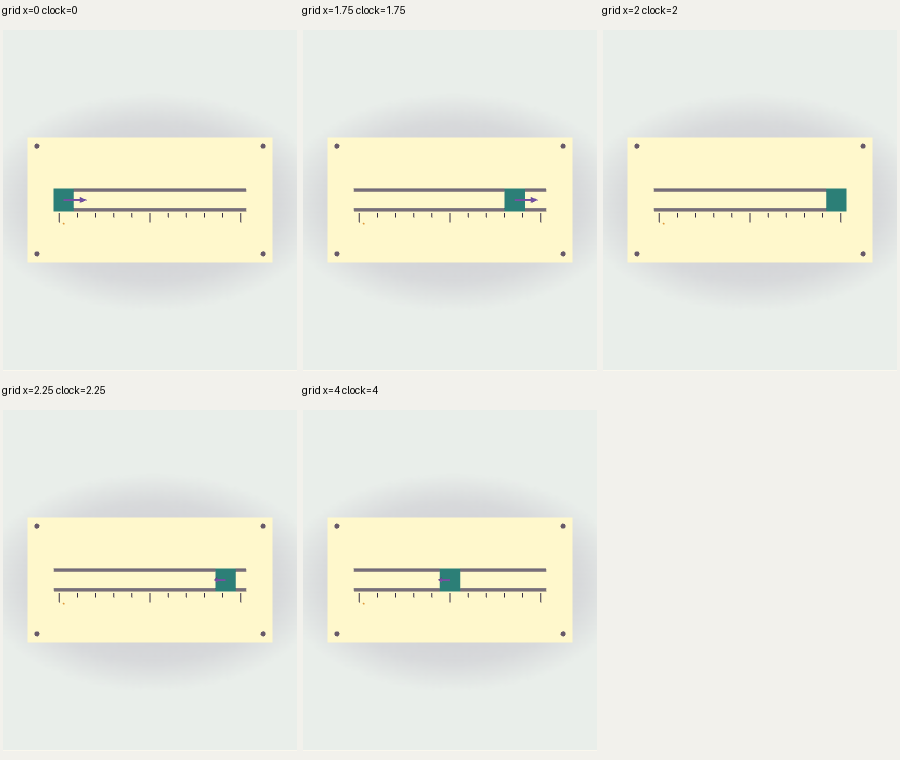 grid x=0 clock=0
grid x=1.75 clock=1.75
grid x=2 clock=2
grid x=2.25 clock=2.25
grid x=4 clock=4